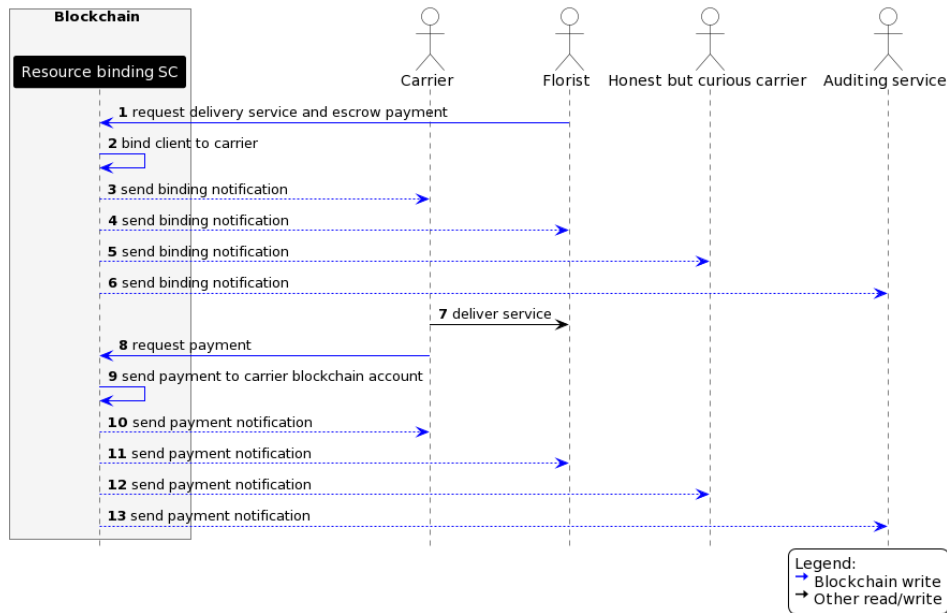 Blockchain
Resource binding SC
Carrier
Florist
Honest but curious carrier
Auditing service
1 request delivery service and escrow payment
2 bind client to carrier
3 send binding notification
4 send binding notification
5 send binding notification
6 send binding notification
7 deliver service
8 request payment
9 send payment to carrier blockchain account
10 send payment notification
11 send payment notification
12 send payment notification
13 send payment notification
Legend:
Blockchain write
Other read/write